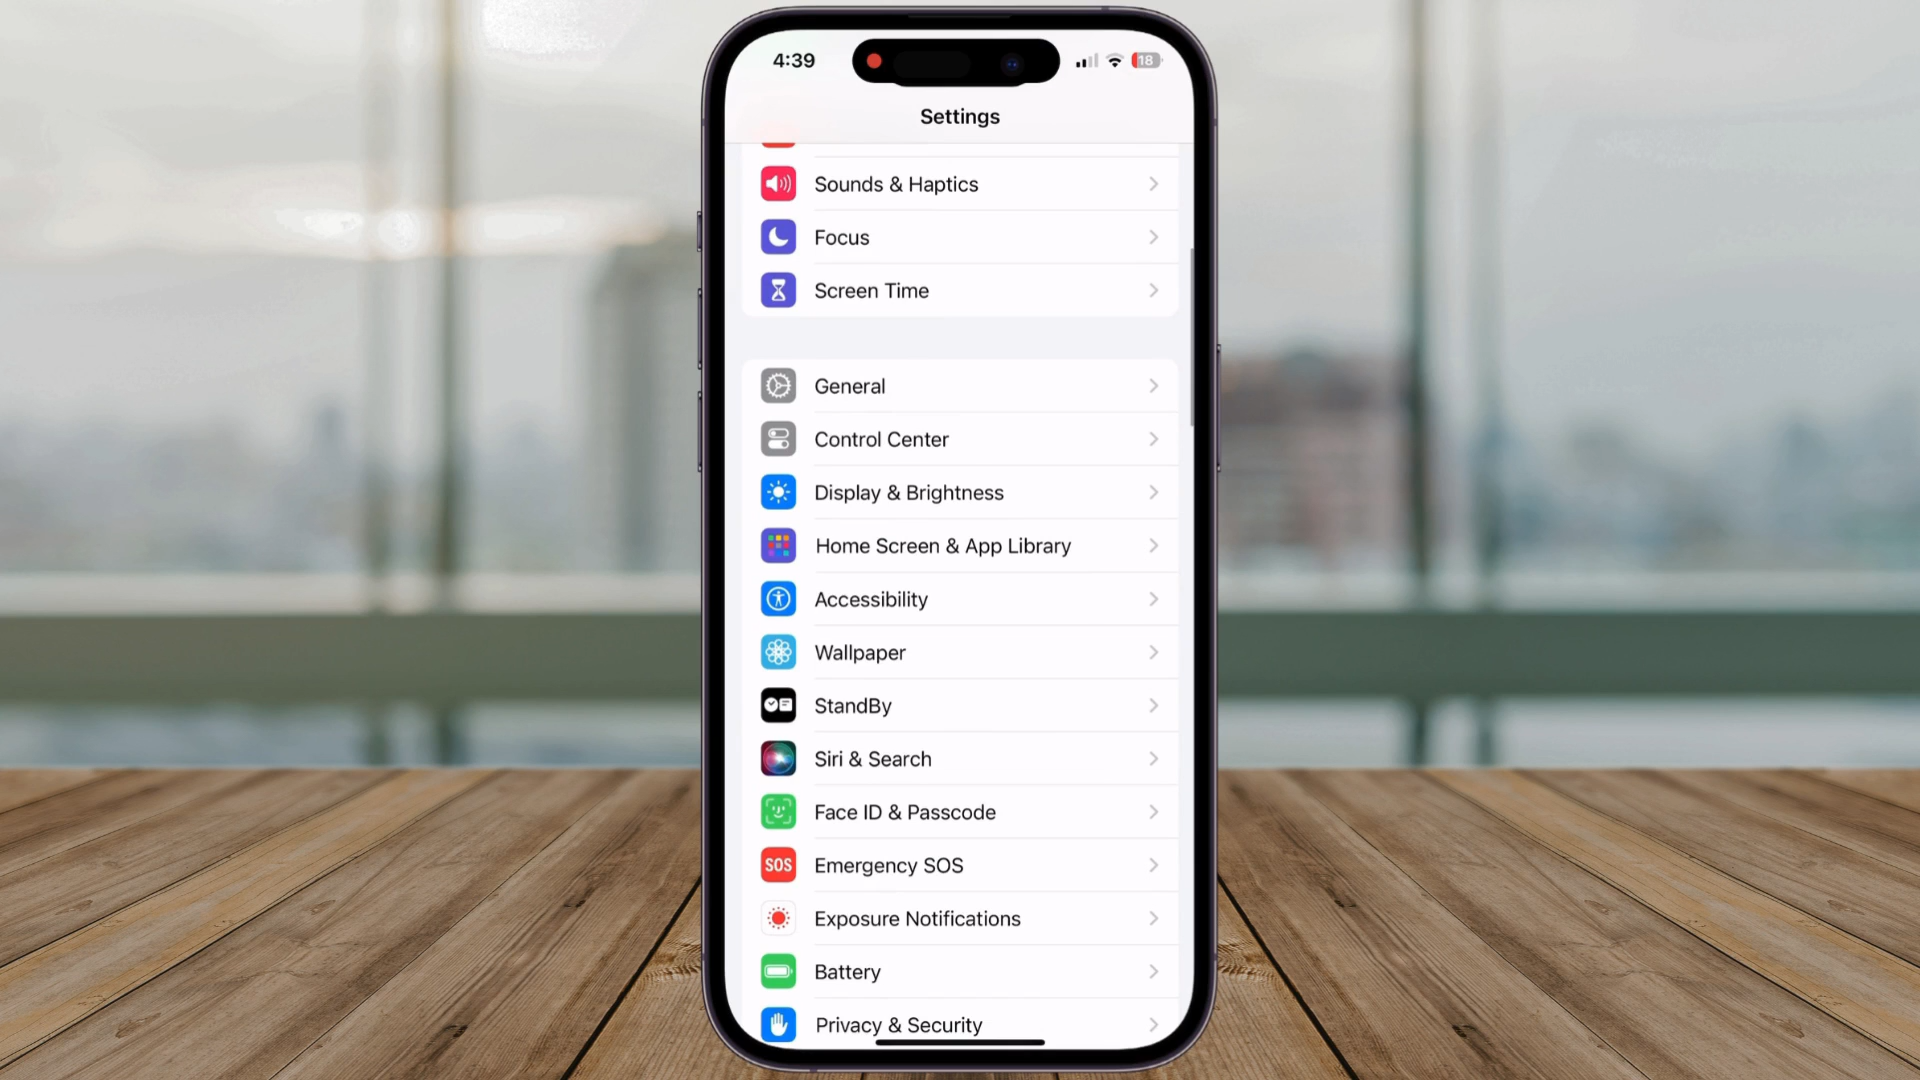 4:39
18
Settings
Sounds & Haptics
Focus
Screen Time
General
Control Center
Display & Brightness
Home Screen & App Library
Accessibility
Wallpaper
StandBy
Siri & Search
Face ID & Passcode
SOS Emergency SOS
Exposure Notifications
Battery
Privacy & Security